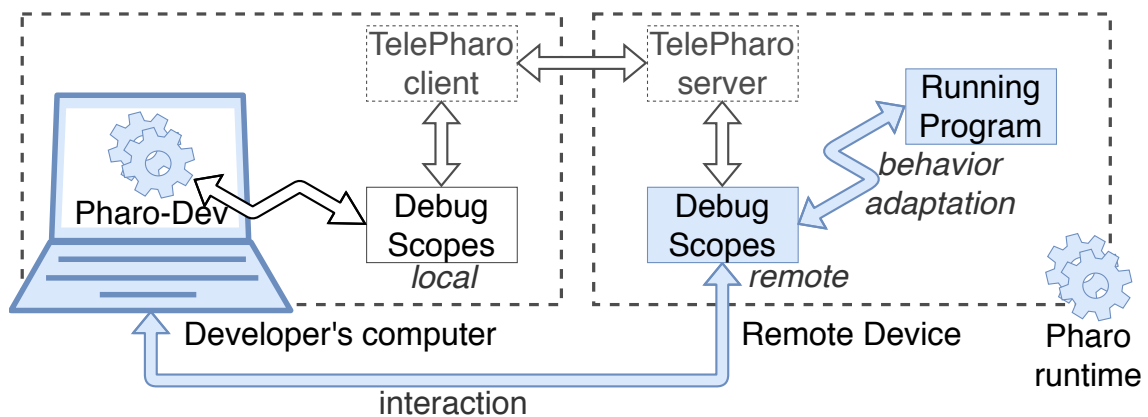 TelePharo
client
TelePharo
server
Running
Program
behavior
adaptation
Pharo-Dev
Debug
Scopes
local
Debug
Scopes
remote
Developer's computer
Remote Device
Pharo
runtime
interaction